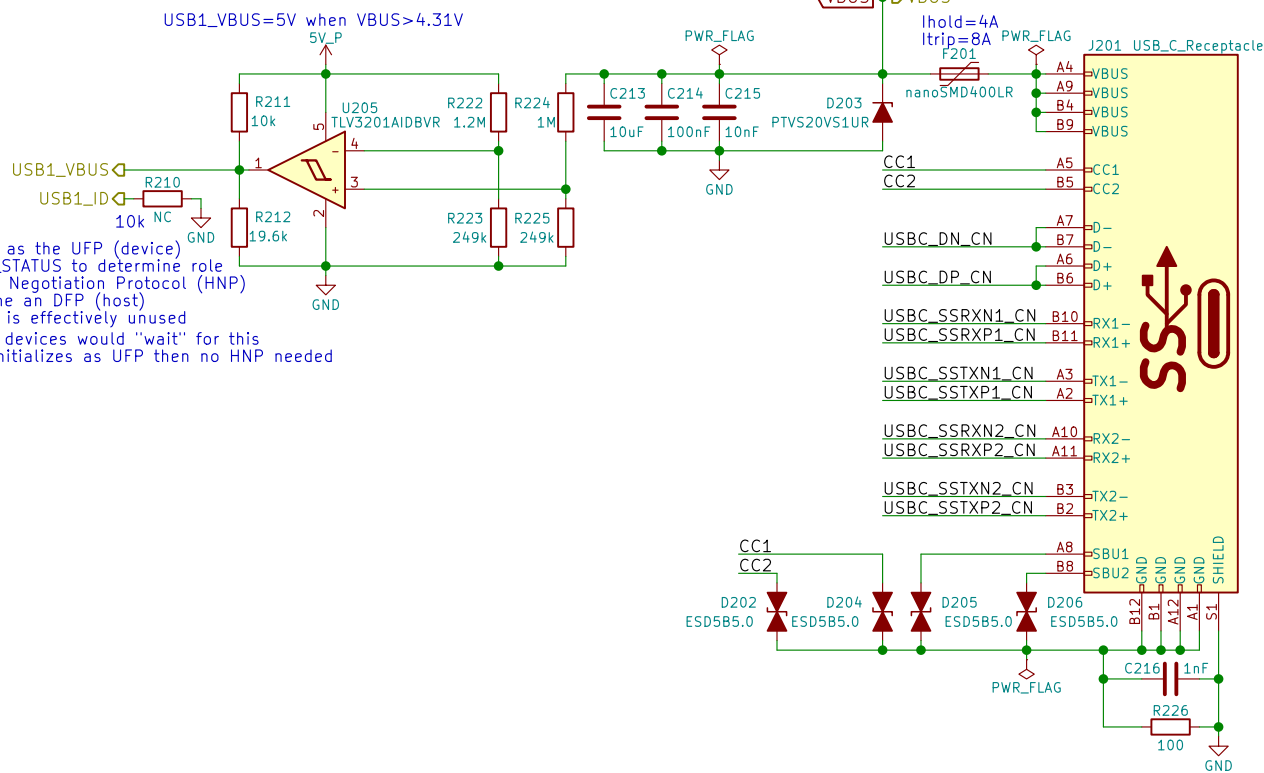 USB1_VBUS=5V when VBUS>4.31V
5V_P
R211
10k
U205
TLV3201AIDBVR
R222
1.2M
R224
1M
5
4
1
3
2
USB1_VBUS
USB1_ID
R210
NC
10k
GND
R212
19.6k
R223
249k
R225
249k
GND
as the UFP (device)
_STATUS to determine role
Negotiation Protocol (HNP)
ne an DFP (host)
is effectively unused
devices would "wait" for this
nitializes as UFP then no HNP needed
VBUS
VBUS
PWR_FLAG
C213
10uF
C214
100nF
C215
10nF
GND
D203
PTVS20VS1UR
Ihold=4A
Itrip=8A
F201
nanoSMD400LR
PWR_FLAG
J201 USB_C_Receptacle
A4 VBUS
A9 VBUS
B4 VBUS
B9 VBUS
CC1 A5 CC1
CC2 B5 CC2
A7 D-
USBC_DN_CN B7 D-
A6 D+
USBC_DP_CN B6 D+
USBC_SSRXN1_CN B10 RX1-
USBC_SSRXP1_CN B11 RX1+
USBC_SSTXN1_CN A3 TX1-
USBC_SSTXP1_CN A2 TX1+
USBC_SSRXN2_CN A10 RX2-
USBC_SSRXP2_CN A11 RX2+
USBC_SSTXN2_CN B3 TX2-
USBC_SSTXP2_CN B2 TX2+
A8 SBU1
B8 SBU2
SS
GND
GND
GND
GND
SHIELD
B12
B1
A12
A1
S1
CC1
CC2
D202
ESD5B5.0
D204
ESD5B5.0
D205
ESD5B5.0
D206
ESD5B5.0
PWR_FLAG
C216 1nF
R226
100
GND